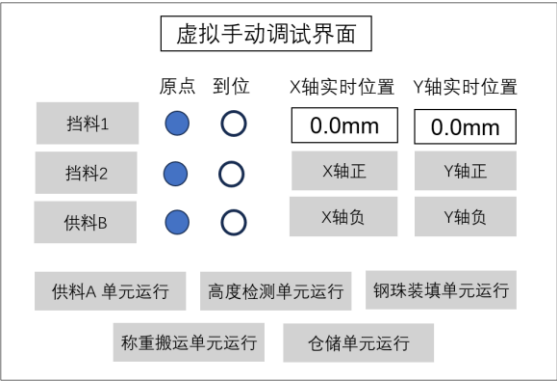 虚拟手动调试界面
原点 到位 X轴实时位置 Y轴实时位置
挡料1 0.0mm 0.0mm
挡料2 X轴正 Y轴正
供料B X轴负 Y轴负
供料A 单元运行 高度检测单元运行 钢珠装填单元运行
称重搬运单元运行 仓储单元运行